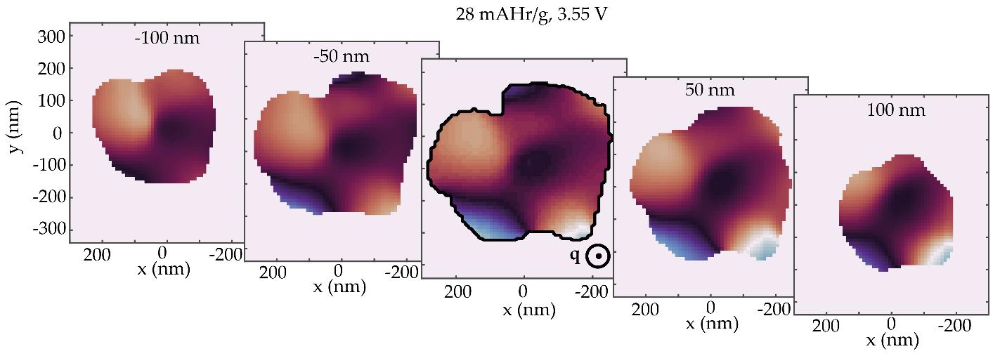 28 mAHr/g, 3.55 V
-100 nm
-50 nm
50 nm
100 nm
300
200
100
0
-100
-200
-300
y (nm)
q
200 0 -200
x (nm)
200 0 -200
x (nm)
200 0 -200
x (nm)
200 0 -200
x (nm)
200 0 -200
x (nm)